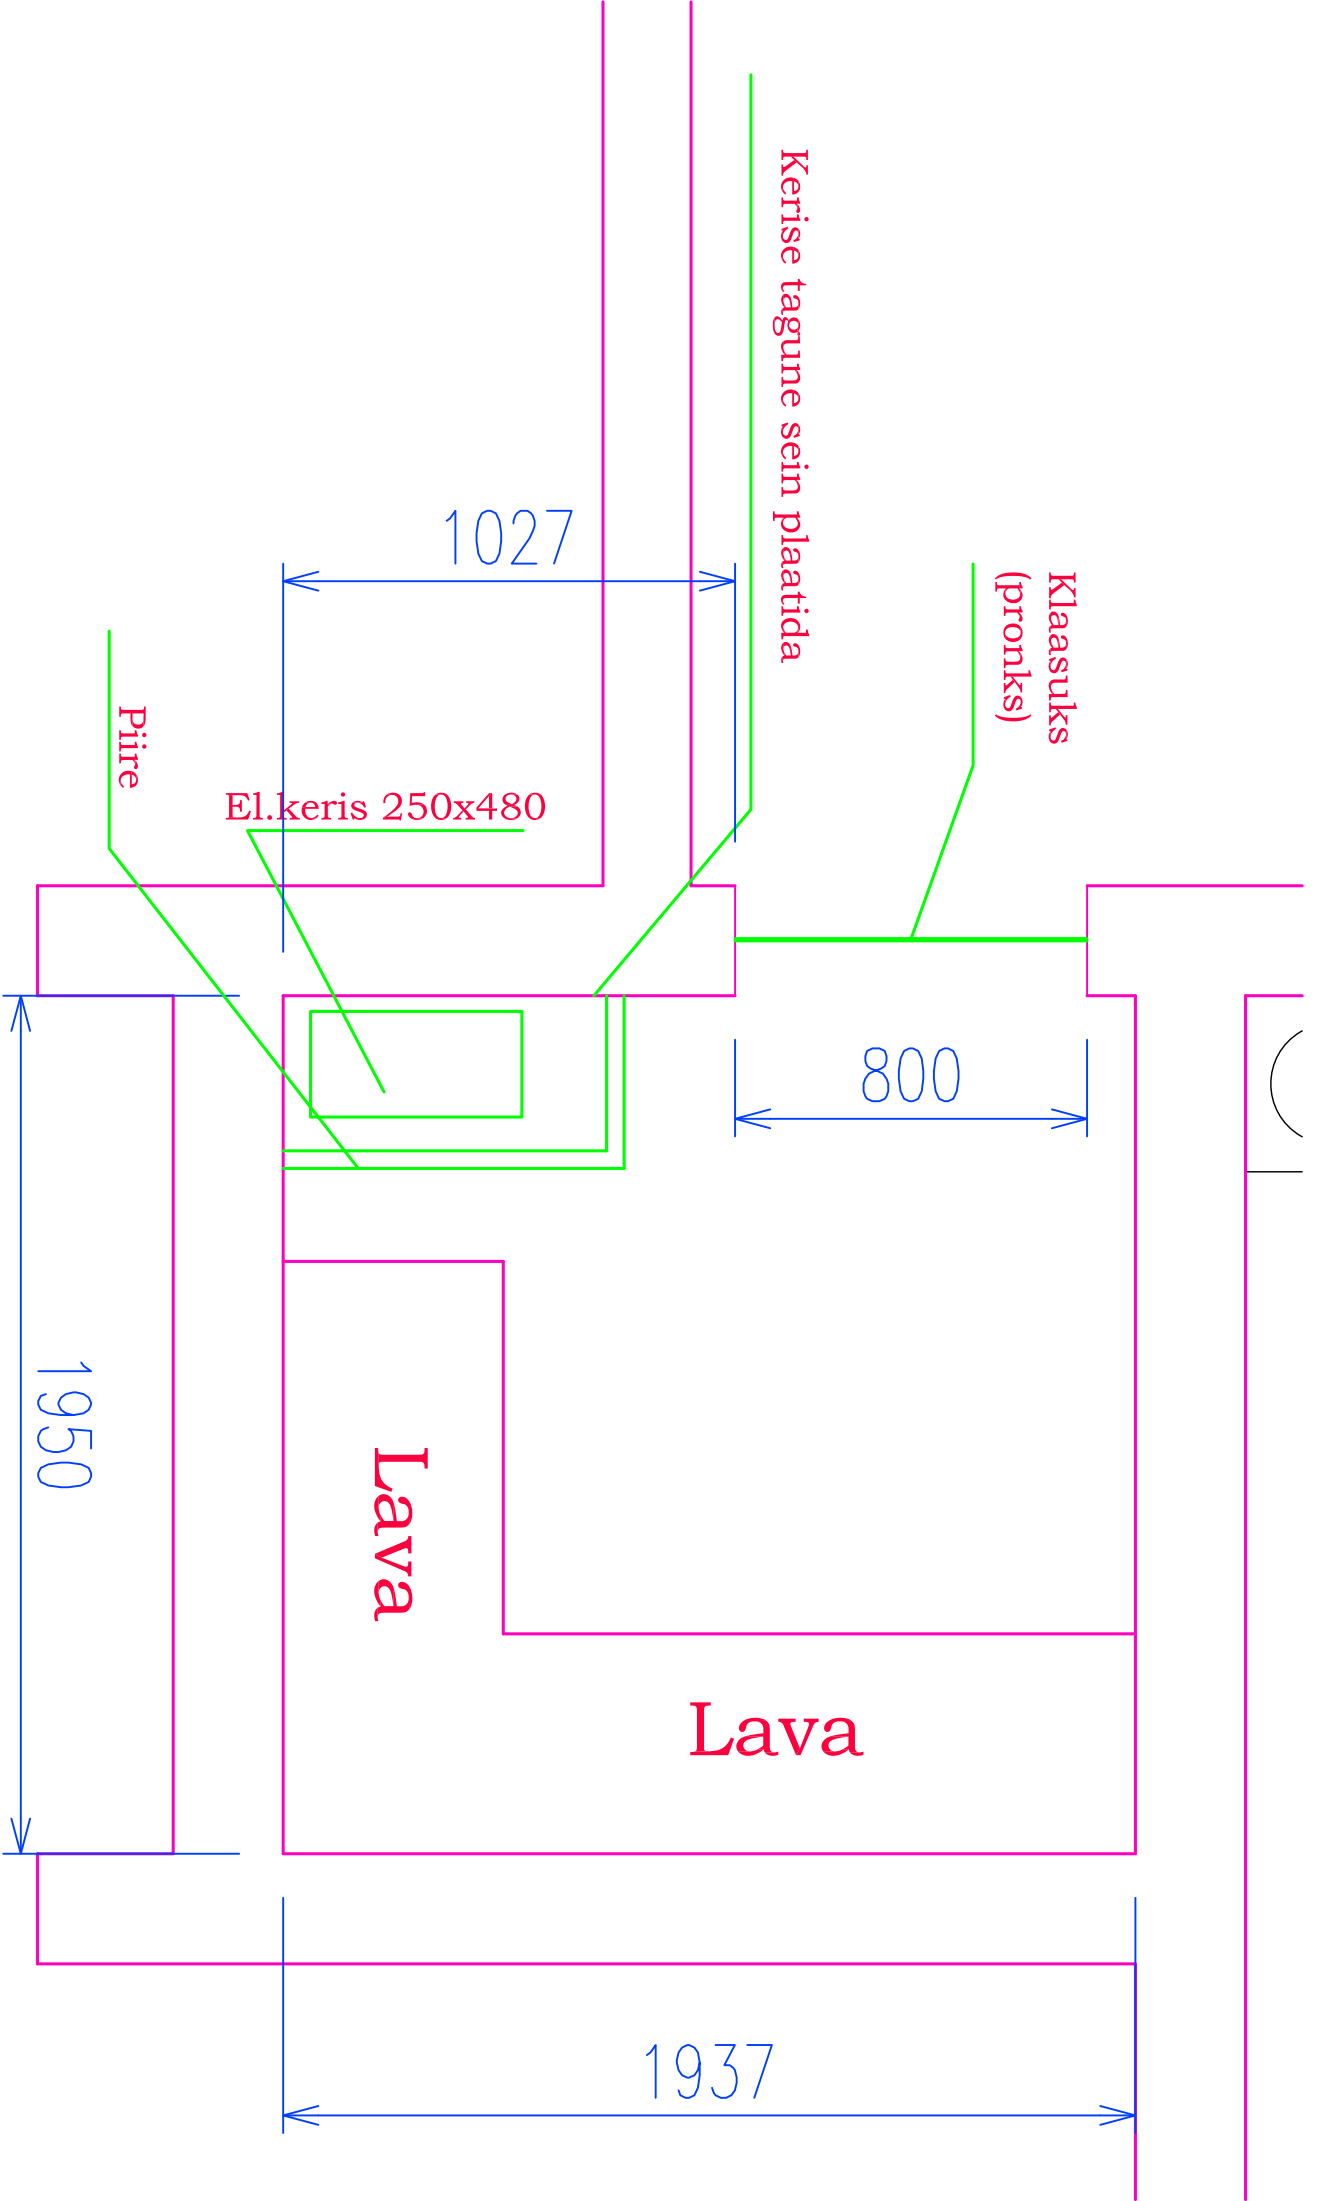 Kerise tagune sein plaatida
1027
Klaasuks
(pronks)
Piire
El.keris 250x480
800
1950
Lava
Lava
1937